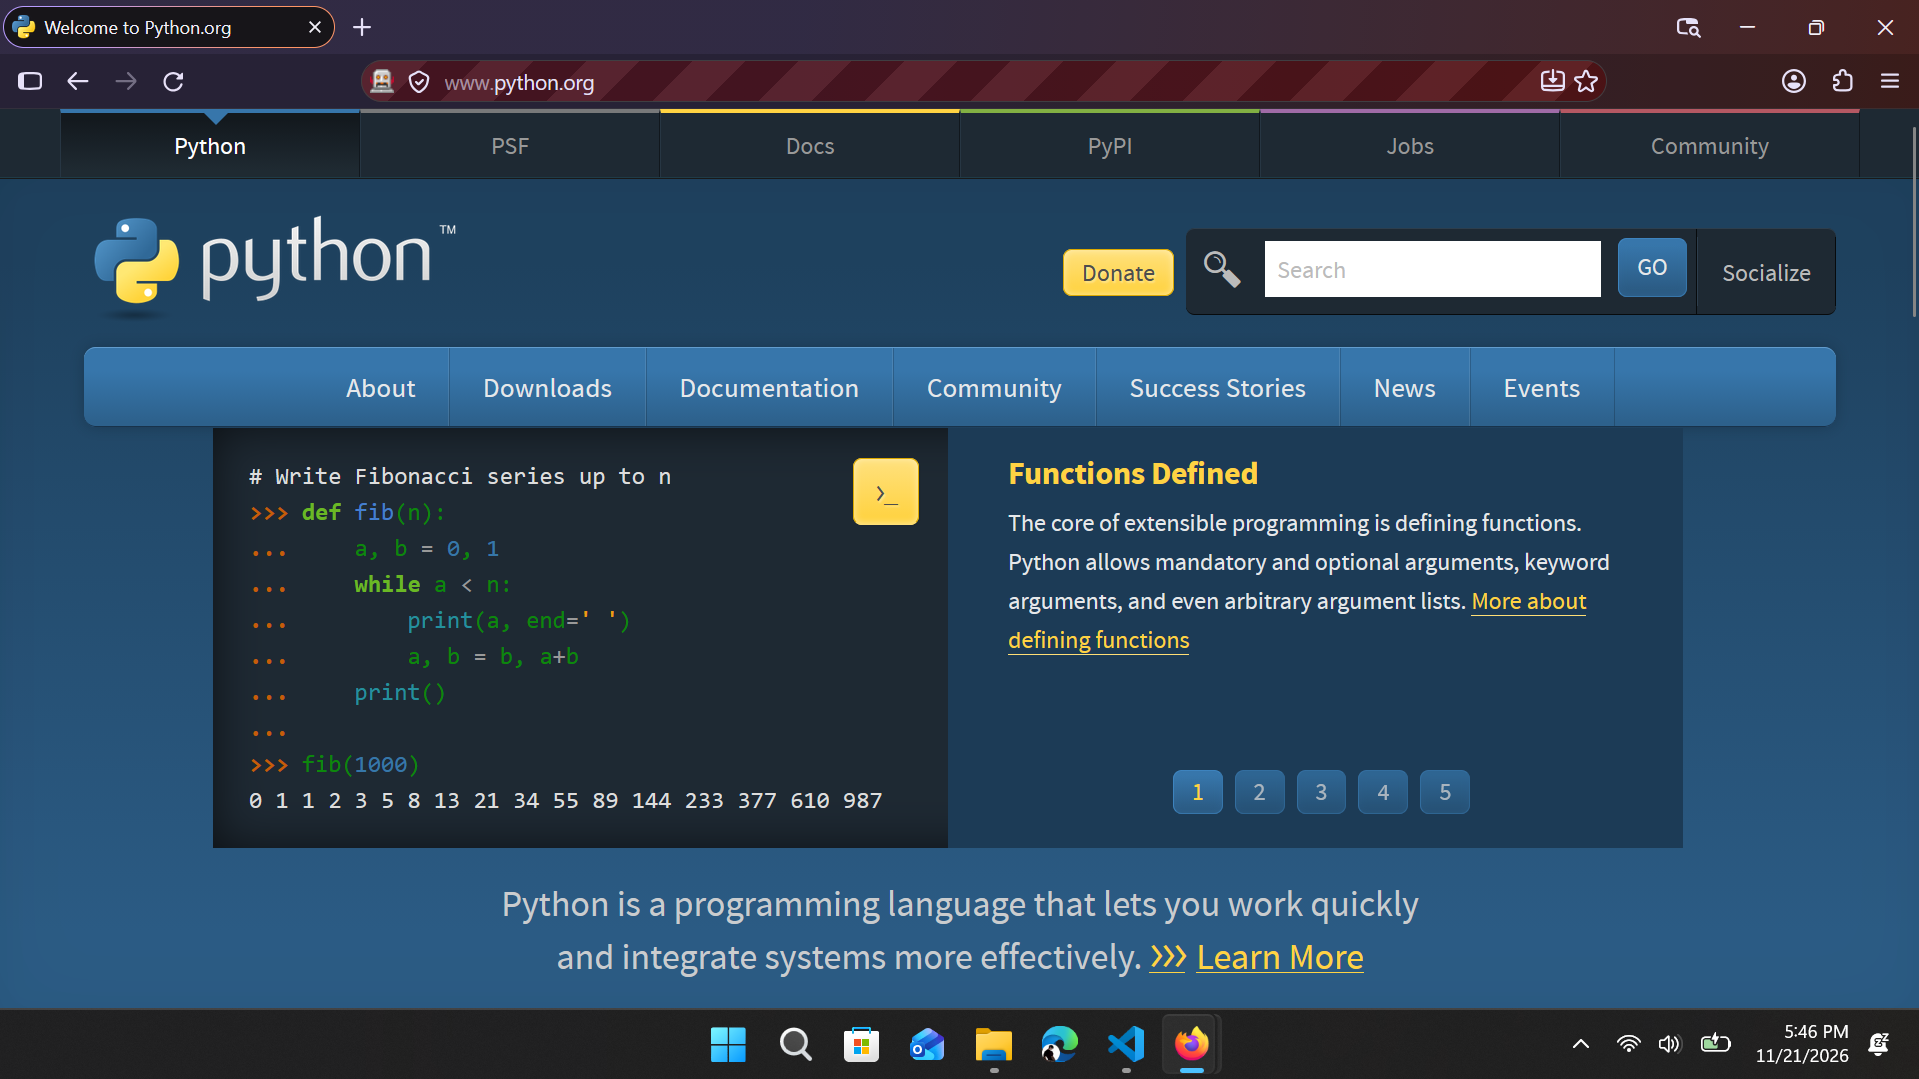 Welcome to Python.org
www.python.org
Python
PSF
Docs
PyPI
Jobs
Community
python™
Donate
Search
GO
Socialize
About
Downloads
Documentation
Community
Success Stories
News
Events
# Write Fibonacci series up to n
>>> def fib(n):
...     a, b = 0, 1
...     while a < n:
...         print(a, end=' ')
...         a, b = b, a+b
...     print()
...
>>> fib(1000)
0 1 1 2 3 5 8 13 21 34 55 89 144 233 377 610 987
>_
Functions Defined
The core of extensible programming is defining functions.
Python allows mandatory and optional arguments, keyword
arguments, and even arbitrary argument lists. More about
defining functions
1
2
3
4
5
Python is a programming language that lets you work quickly
and integrate systems more effectively. >>> Learn More
5:46 PM
11/21/2026